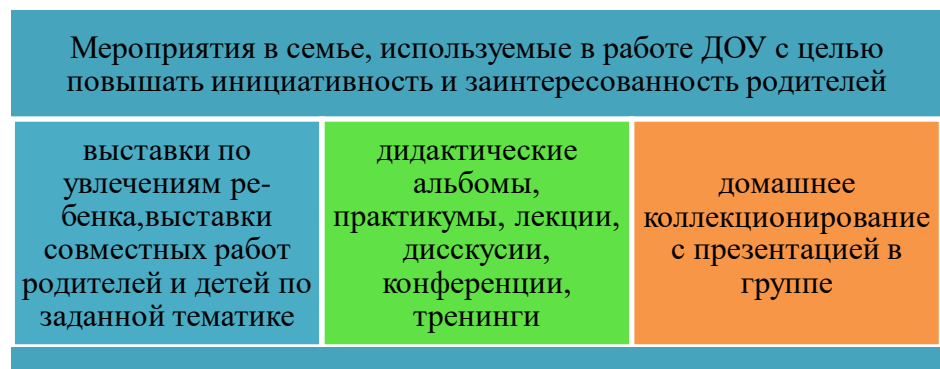 Мероприятия в семье, используемые в работе ДОУ с целью
повышать инициативность и заинтересованность родителей
выставки по
увлечениям ре-
бенка,выставки
совместных работ
родителей и детей по
заданной тематике
дидактические
альбомы,
практикумы, лекции,
дисскусии,
конференции,
тренинги
домашнее
коллекционирование
с презентацией в
группе